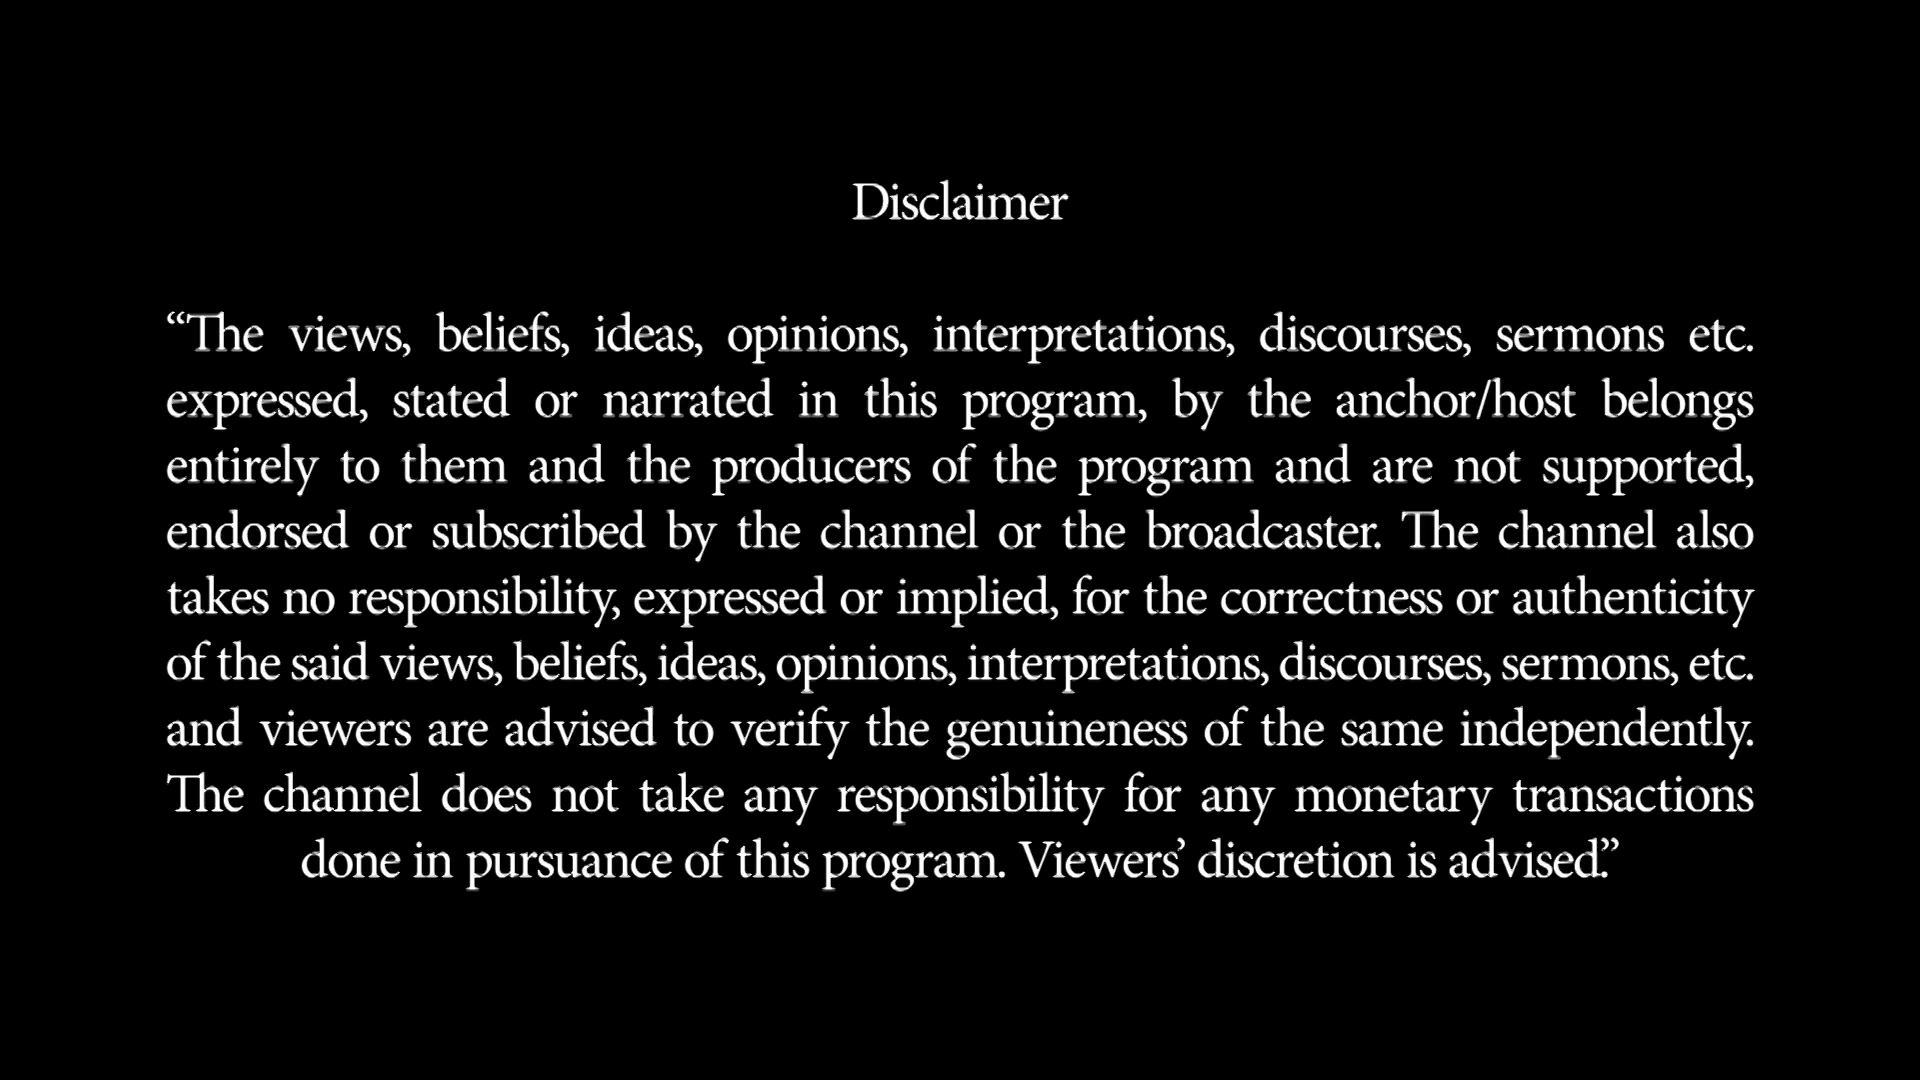 Disclaimer
“The views, beliefs, ideas, opinions, interpretations, discourses, sermons etc.
expressed, stated or narrated in this program, by the anchor/host belongs
entirely to them and the producers of the program and are not supported,
endorsed or subscribed by the channel or the broadcaster. The channel also
takes no responsibility, expressed or implied, for the correctness or authenticity
of the said views, beliefs, ideas, opinions, interpretations, discourses, sermons, etc.
and viewers are advised to verify the genuineness of the same independently.
The channel does not take any responsibility for any monetary transactions
done in pursuance of this program. Viewers’ discretion is advised.”